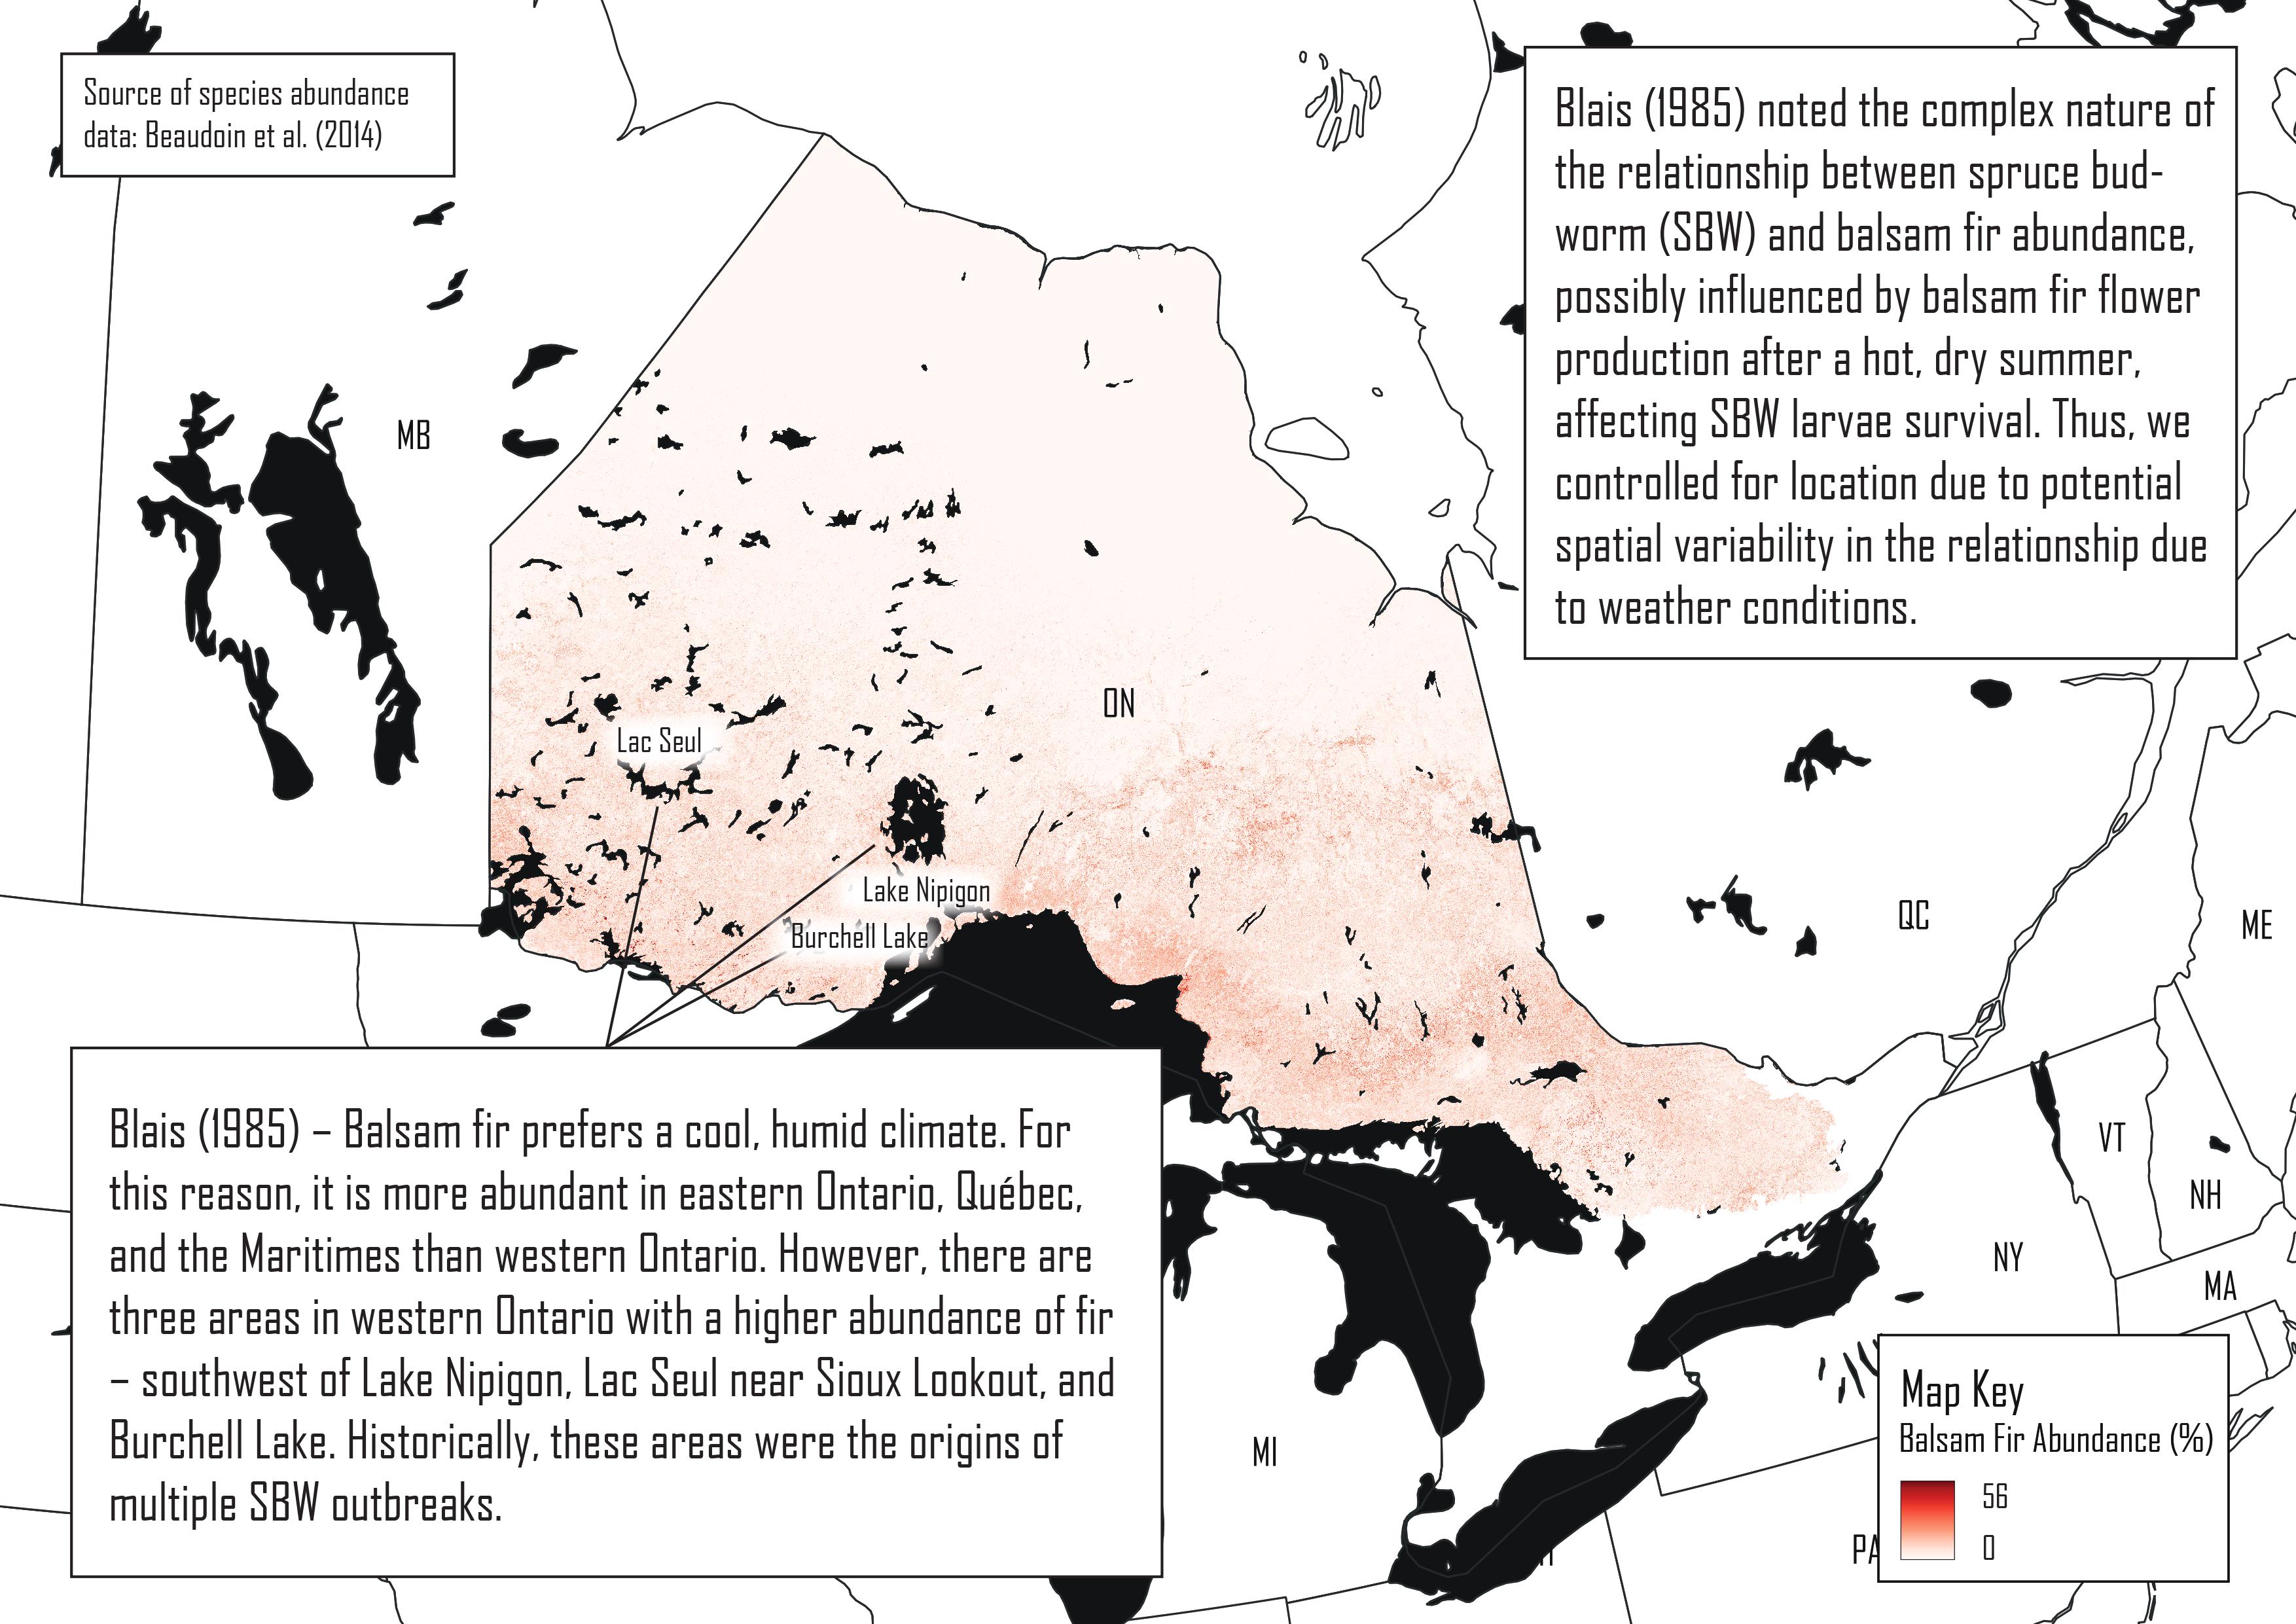 Source of species abundance
data: Beaudoin et al. (2014)
Blais (1985) noted the complex nature of
the relationship between spruce bud-
worm (SBW) and balsam fir abundance,
possibly influenced by balsam fir flower
production after a hot, dry summer,
affecting SBW larvae survival. Thus, we
controlled for location due to potential
spatial variability in the relationship due
to weather conditions.
MB
ON
Lac Seul
Lake Nipigon
Burchell Lake
QC
ME
VT
NH
NY
MA
MI
PA
Blais (1985) – Balsam fir prefers a cool, humid climate. For
this reason, it is more abundant in eastern Ontario, Québec,
and the Maritimes than western Ontario. However, there are
three areas in western Ontario with a higher abundance of fir
– southwest of Lake Nipigon, Lac Seul near Sioux Lookout, and
Burchell Lake. Historically, these areas were the origins of
multiple SBW outbreaks.
Map Key
Balsam Fir Abundance (%)
56
0